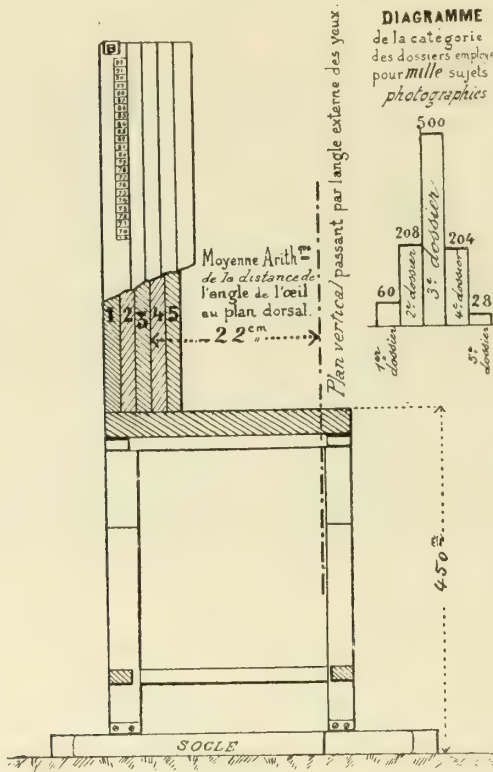 DIAGRAMME
de la catégorie
des dossiers employé
pour mille sujets
photographiés
500
208
204
60
28
1er dossier
2e dossier
3e dossier
4e dossier
5e dossier
B
Plan vertical passant par l'angle externe des yeux.
Moyenne Arithme
de la distance de
l'angle de l'œil
au plan dorsal.
22cm
1 2 3 4 5
450
SOCLE